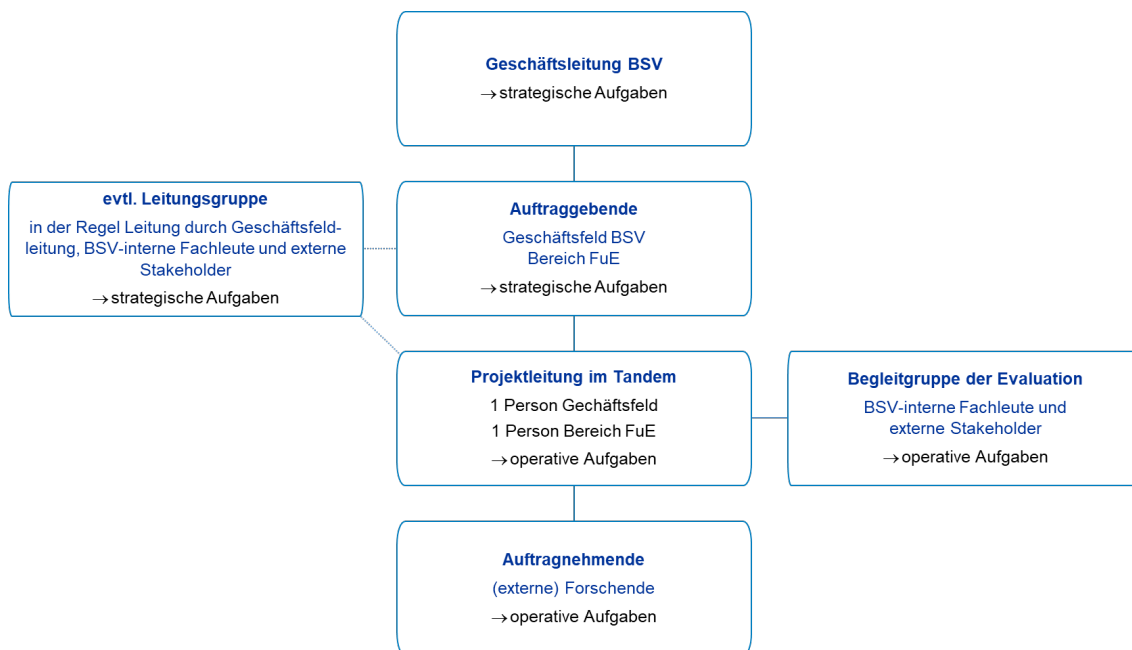 Geschäftsleitung BSV
→ strategische Aufgaben
evtl. Leitungsgruppe
in der Regel Leitung durch Geschäftsfeld-
leitung, BSV-interne Fachleute und externe
Stakeholder
→ strategische Aufgaben
Auftraggebende
Geschäftsfeld BSV
Bereich FuE
→ strategische Aufgaben
Projektleitung im Tandem
1 Person Gechäftsfeld
1 Person Bereich FuE
→ operative Aufgaben
Begleitgruppe der Evaluation
BSV-interne Fachleute und
externe Stakeholder
→ operative Aufgaben
Auftragnehmende
(externe) Forschende
→ operative Aufgaben